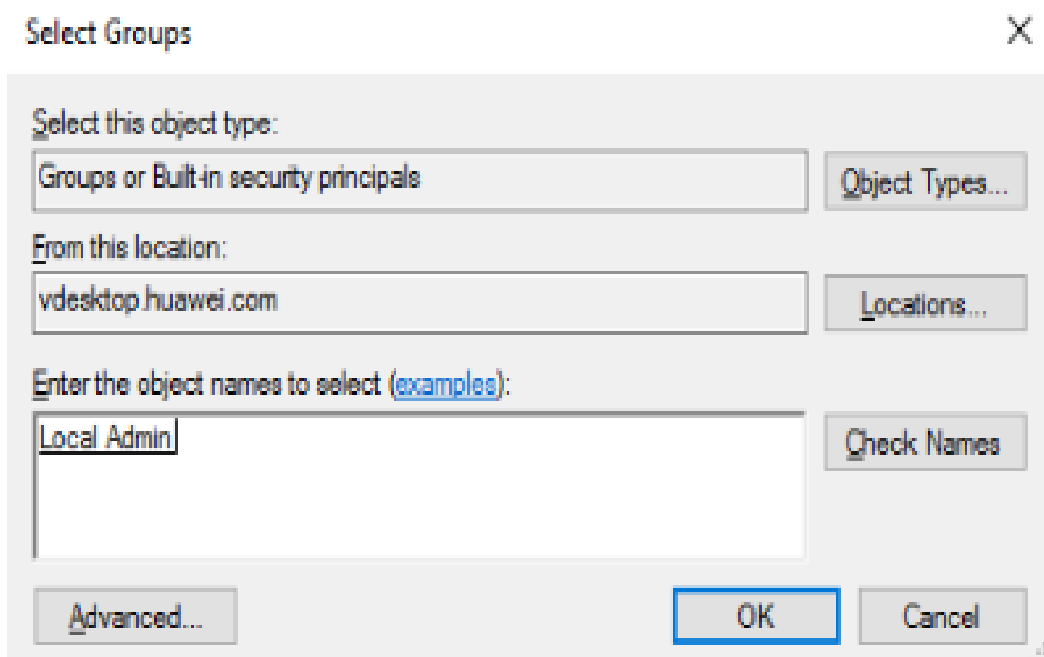 Select Groups
Select this object type:
Groups or Built-in security principals
Object Types...
From this location:
vdesktop.huawei.com
Locations...
Enter the object names to select (examples):
Local Admin
Check Names
Advanced...
OK
Cancel